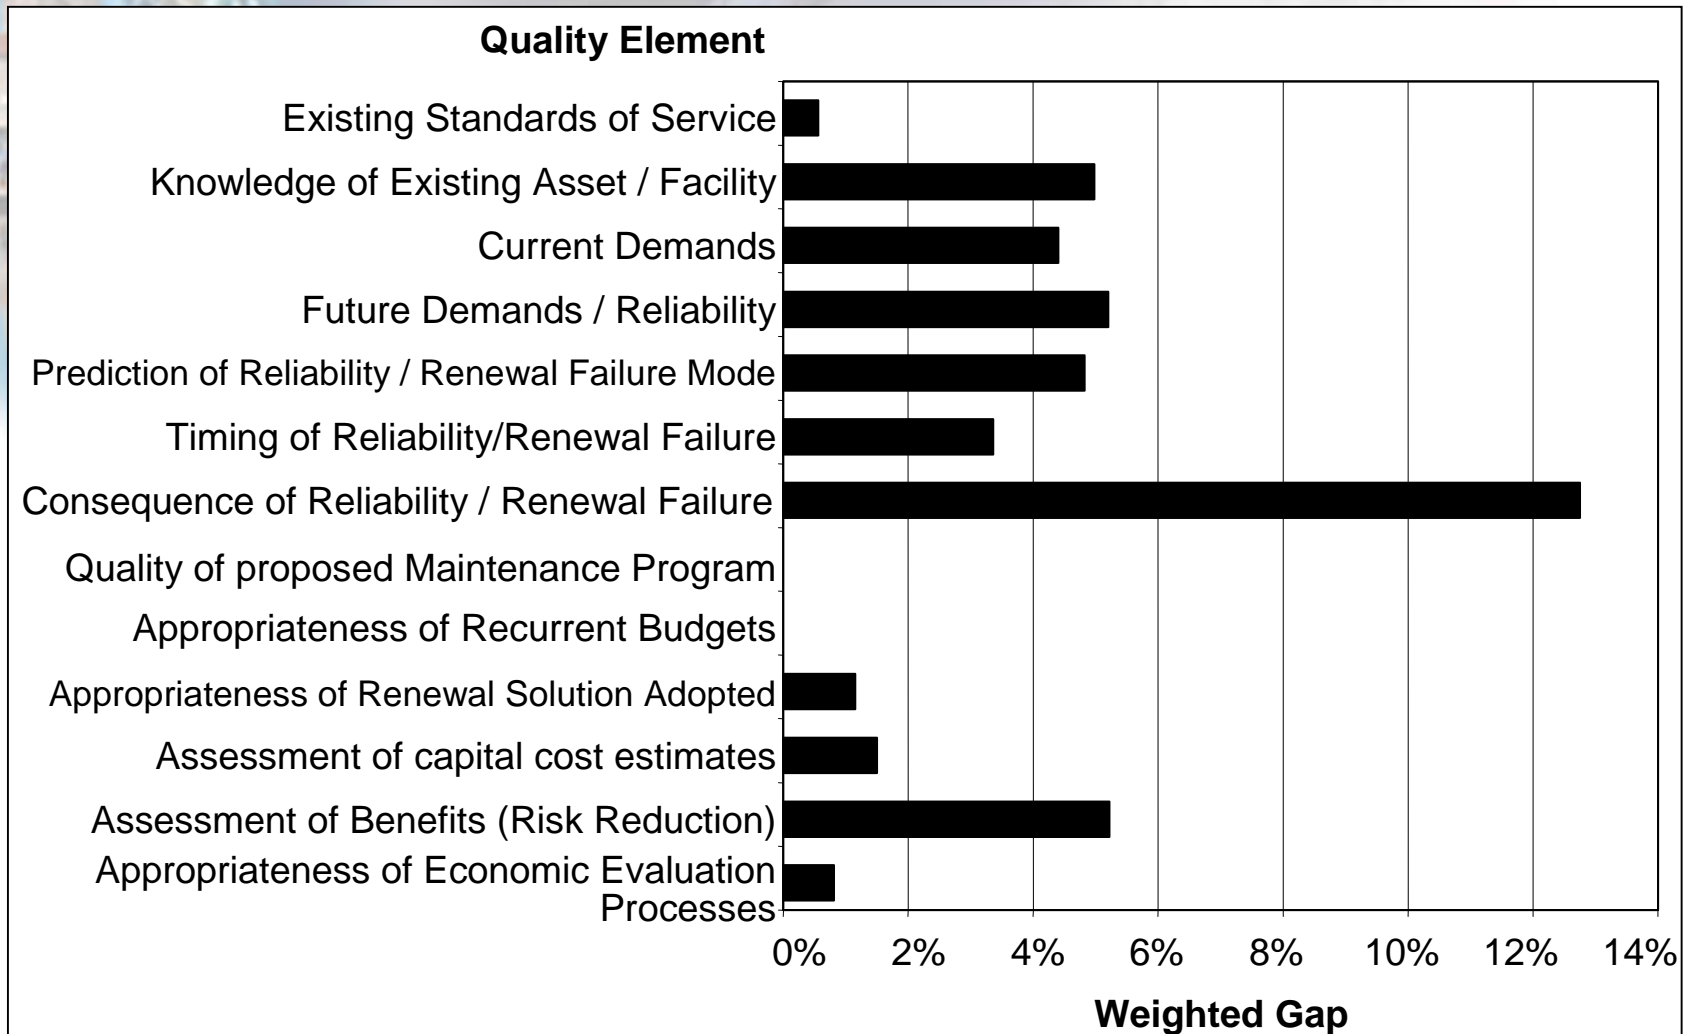 Quality Element
Existing Standards of Service
Knowledge of Existing Asset / Facility
Current Demands
Future Demands / Reliability
Prediction of Reliability / Renewal Failure Mode
Timing of Reliability/Renewal Failure
Consequence of Reliability / Renewal Failure
Quality of proposed Maintenance Program
Appropriateness of Recurrent Budgets
Appropriateness of Renewal Solution Adopted
Assessment of capital cost estimates
Assessment of Benefits (Risk Reduction)
Appropriateness of Economic Evaluation
Processes
0% 2% 4% 6% 8% 10% 12% 14%
Weighted Gap